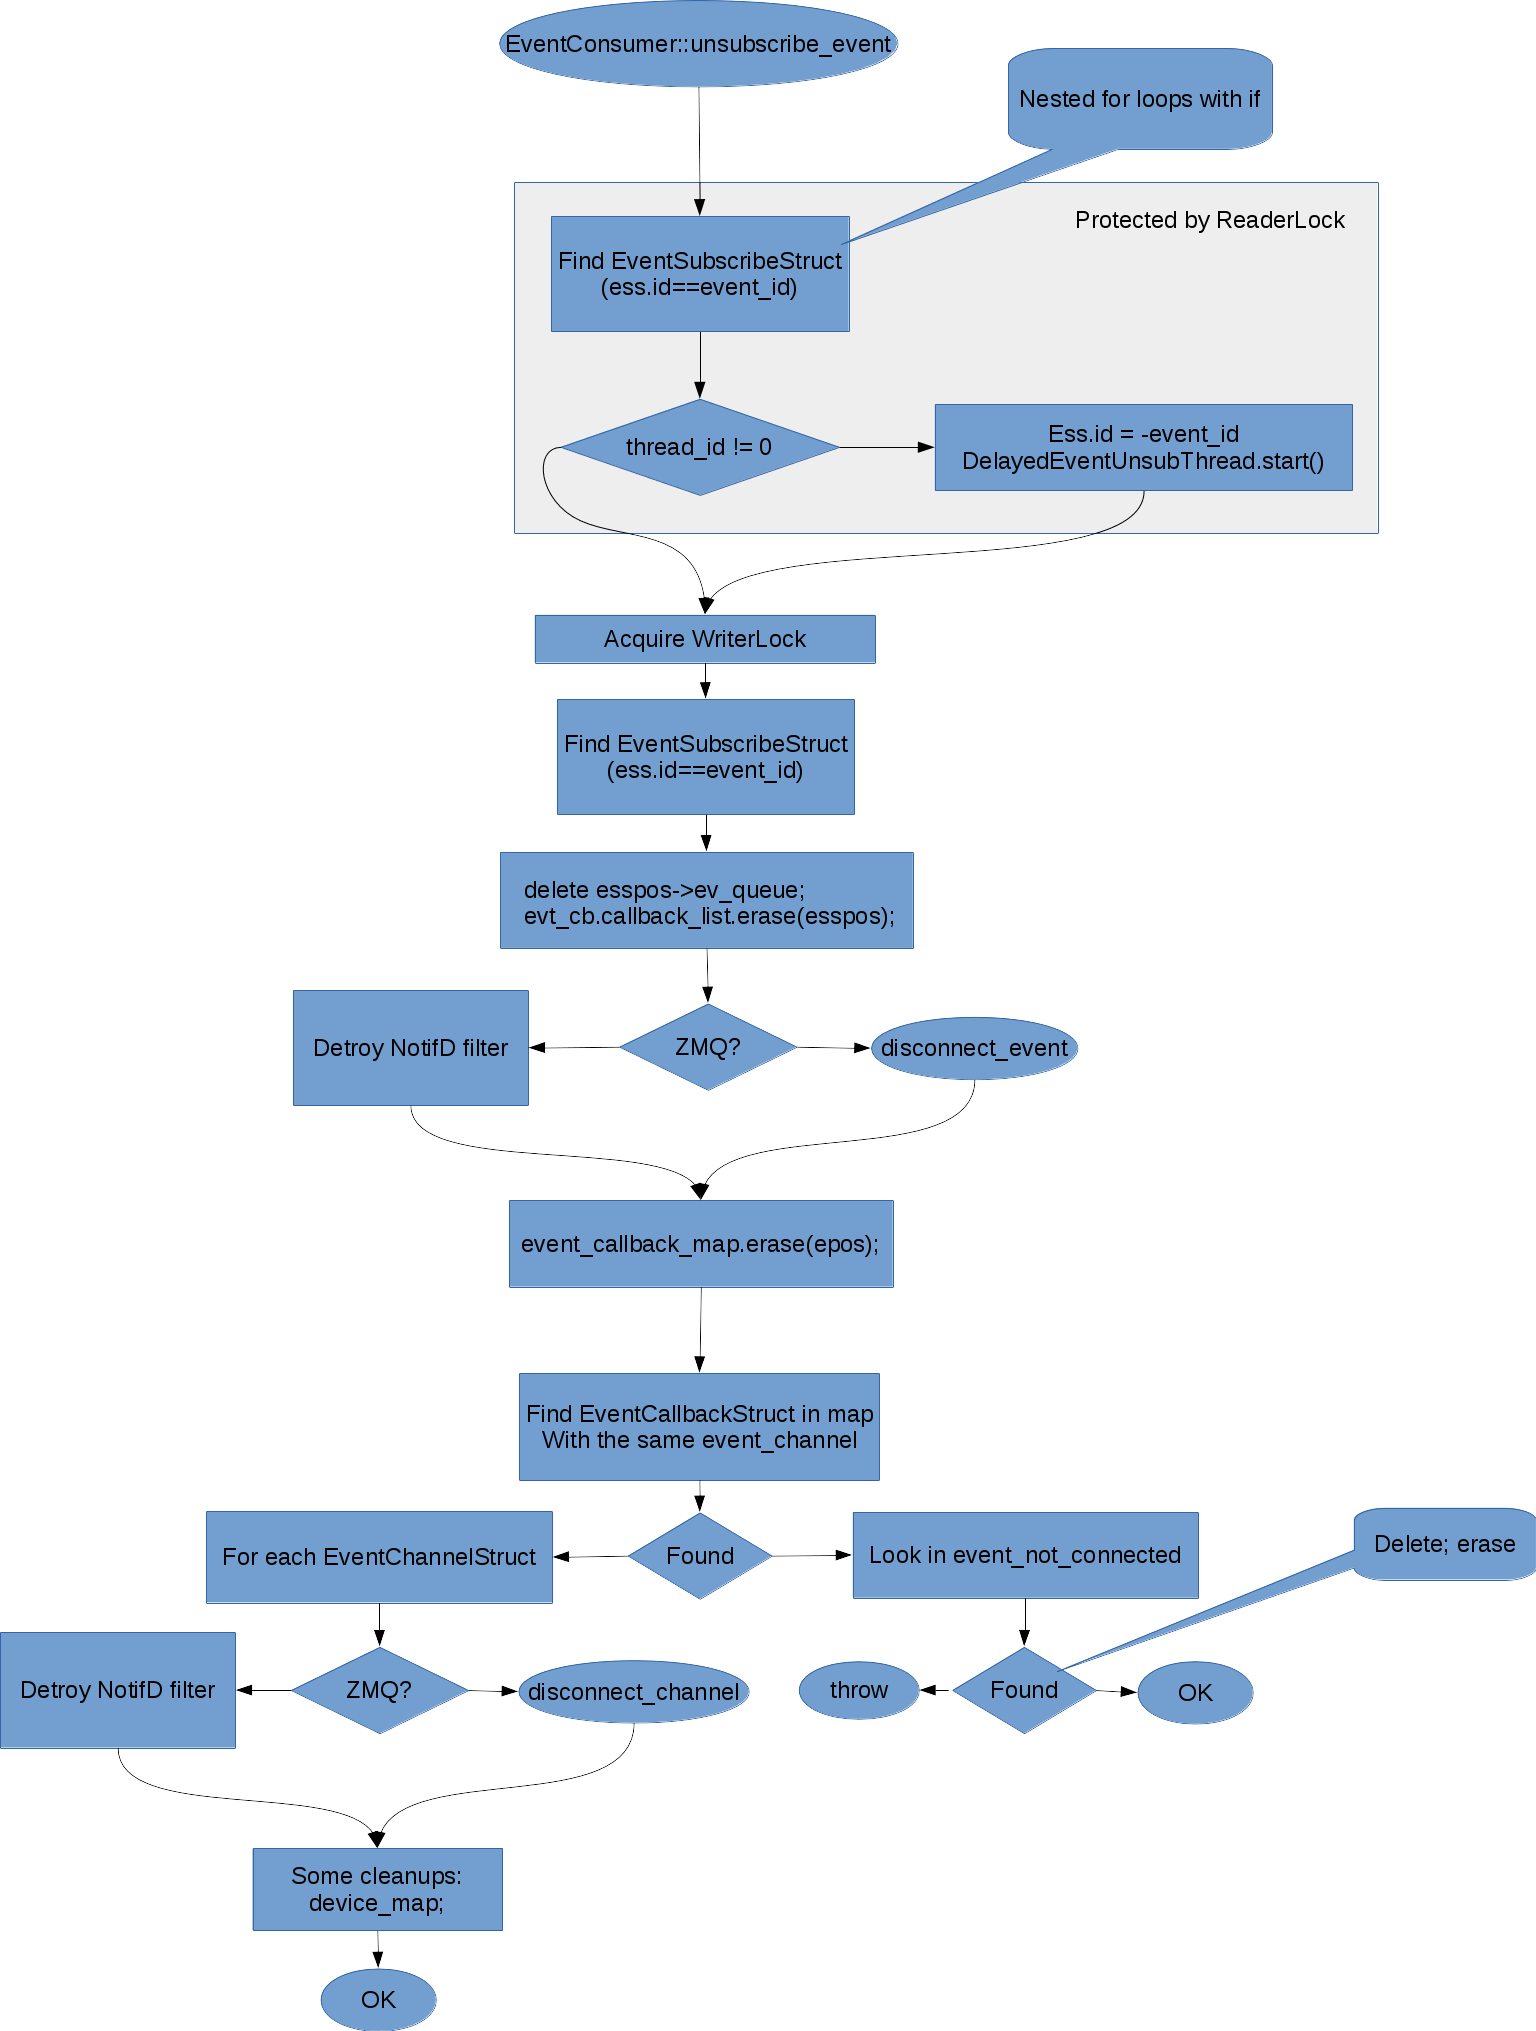 EventConsumer::unsubscribe_event
Nested for loops with if
Protected by ReaderLock
Find EventSubscribeStruct
(ess.id==event_id)
thread_id != 0
Ess.id = -event_id
DelayedEventUnsubThread.start()
Acquire WriterLock
Find EventSubscribeStruct
(ess.id==event_id)
delete esspos->ev_queue;
evt_cb.callback_list.erase(esspos);
Detroy NotifD filter
ZMQ?
disconnect_event
event_callback_map.erase(epos);
Find EventCallbackStruct in map
With the same event_channel
For each EventChannelStruct
Found
Look in event_not_connected
Delete; erase
Detroy NotifD filter
ZMQ?
disconnect_channel
throw
Found
OK
Some cleanups:
device_map;
OK